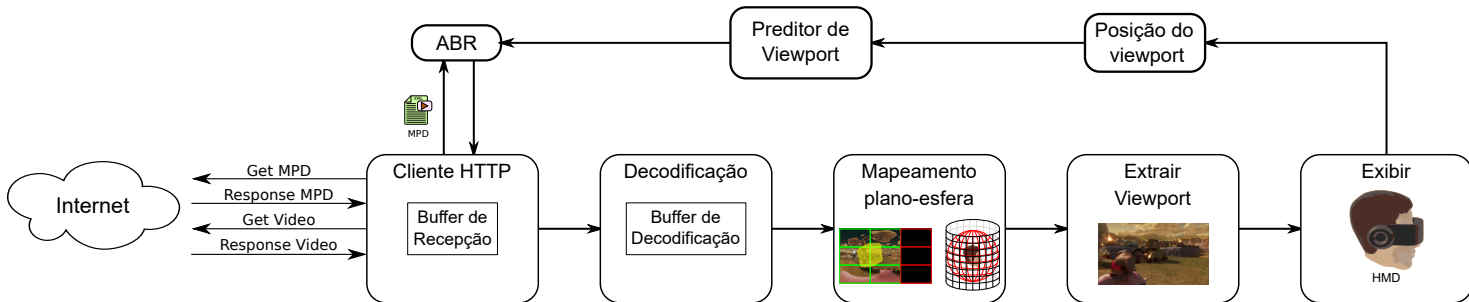 ABR
Preditor de
Viewport
Posição do
viewport
MPD
Internet
Get MPD
Response MPD
Get Video
Response Video
Cliente HTTP
Buffer de
Recepção
Decodificação
Buffer de
Decodificação
Mapeamento
plano-esfera
Extrair
Viewport
Exibir
HMD